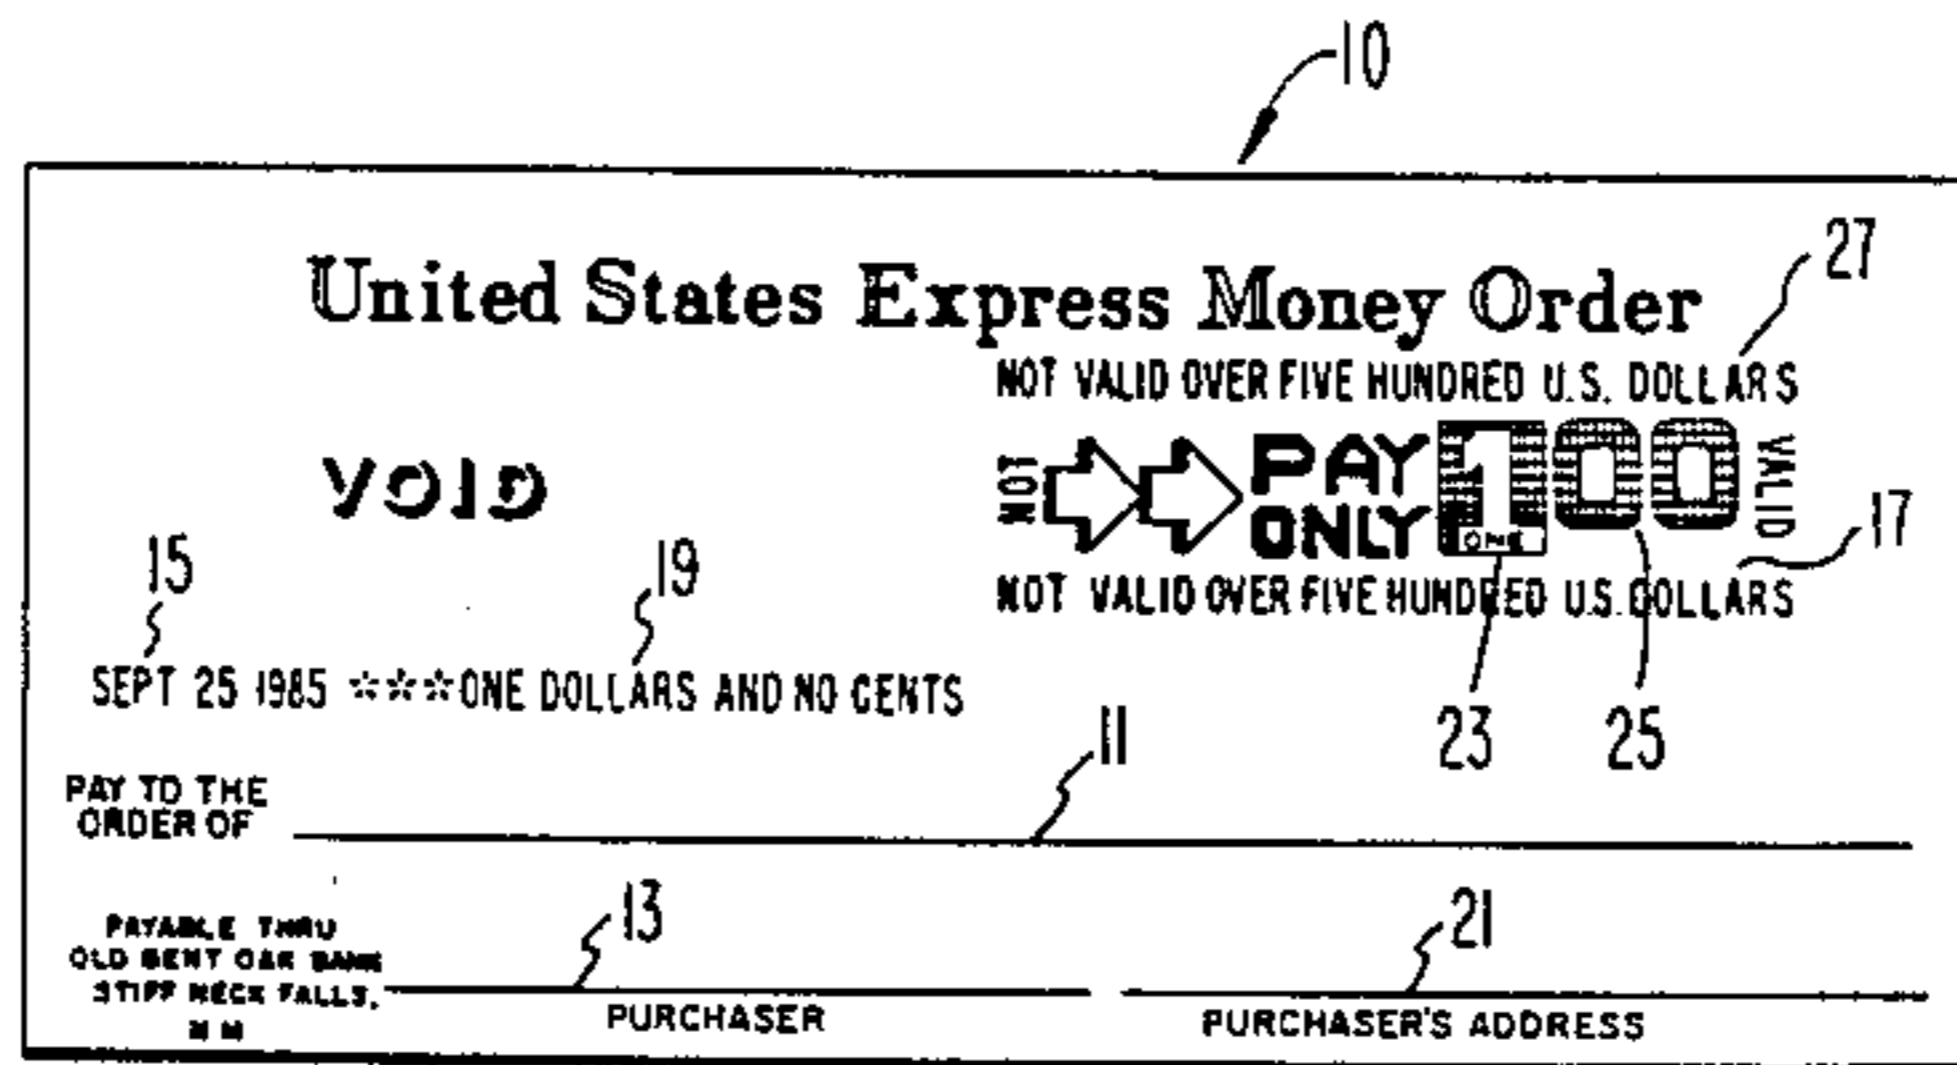 10
United States Express Money Order
27
NOT VALID OVER FIVE HUNDRED U.S. DOLLARS
VOID
NOT PAY ONLY 100 VALID
ONE
17
NOT VALID OVER FIVE HUNDRED U.S. DOLLARS
15 19
SEPT 25 1985 ***ONE DOLLARS AND NO CENTS
23 25
11
PAY TO THE
ORDER OF
13 21
PAYABLE THRU
OLD BENT OAK BANK
STIFF NECK FALLS,
PURCHASER PURCHASER'S ADDRESS